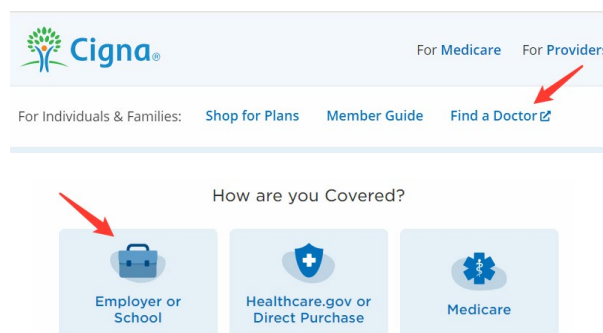 Cigna®
For Medicare For Providers
For Individuals & Families: Shop for Plans Member Guide Find a Doctor
How are you Covered?
Employer or School
Healthcare.gov or Direct Purchase
Medicare